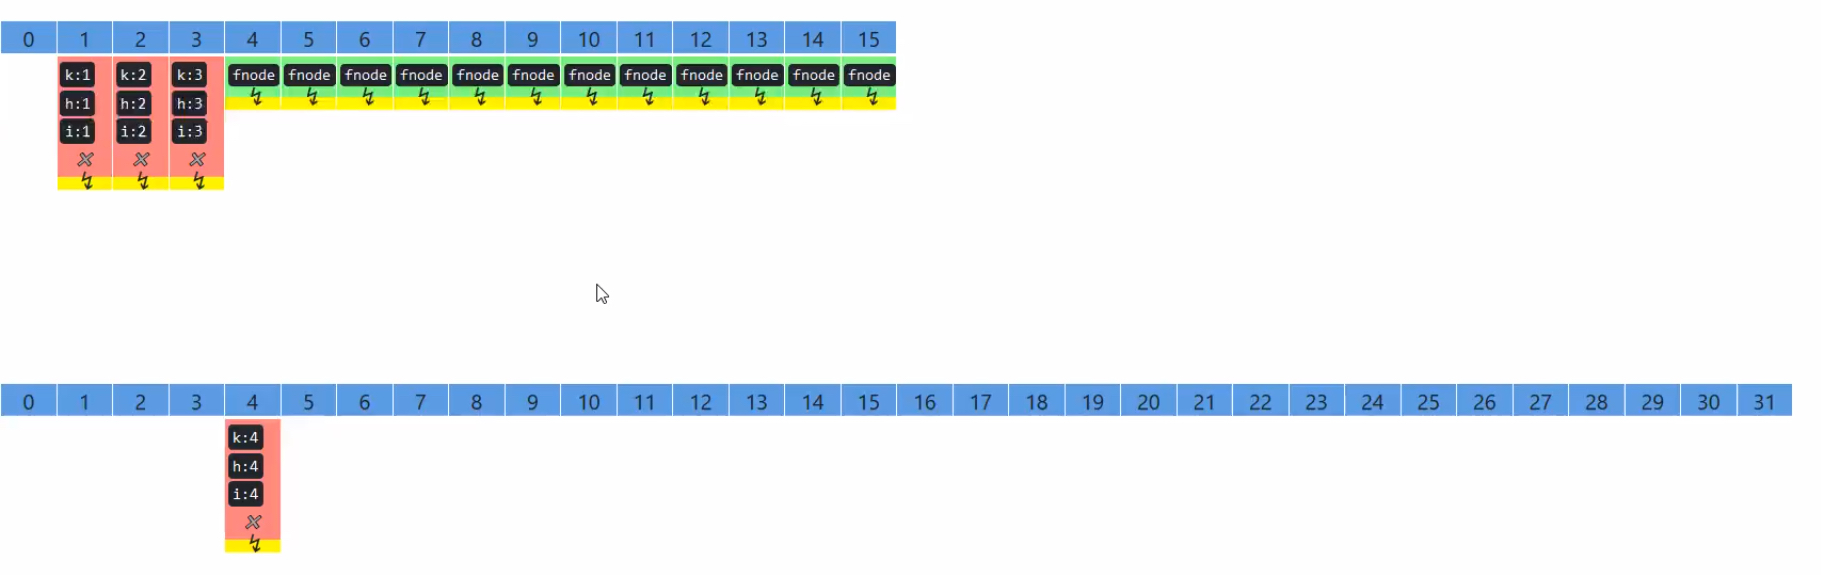 0 1 2 3 4 5 6 7 8 9 10 11 12 13 14 15
k:1 k:2 k:3 fnode fnode fnode fnode fnode fnode fnode fnode fnode fnode fnode fnode
h:1 h:2 h:3
i:1 i:2 i:3
0 1 2 3 4 5 6 7 8 9 10 11 12 13 14 15 16 17 18 19 20 21 22 23 24 25 26 27 28 29 30 31
k:4
h:4
i:4